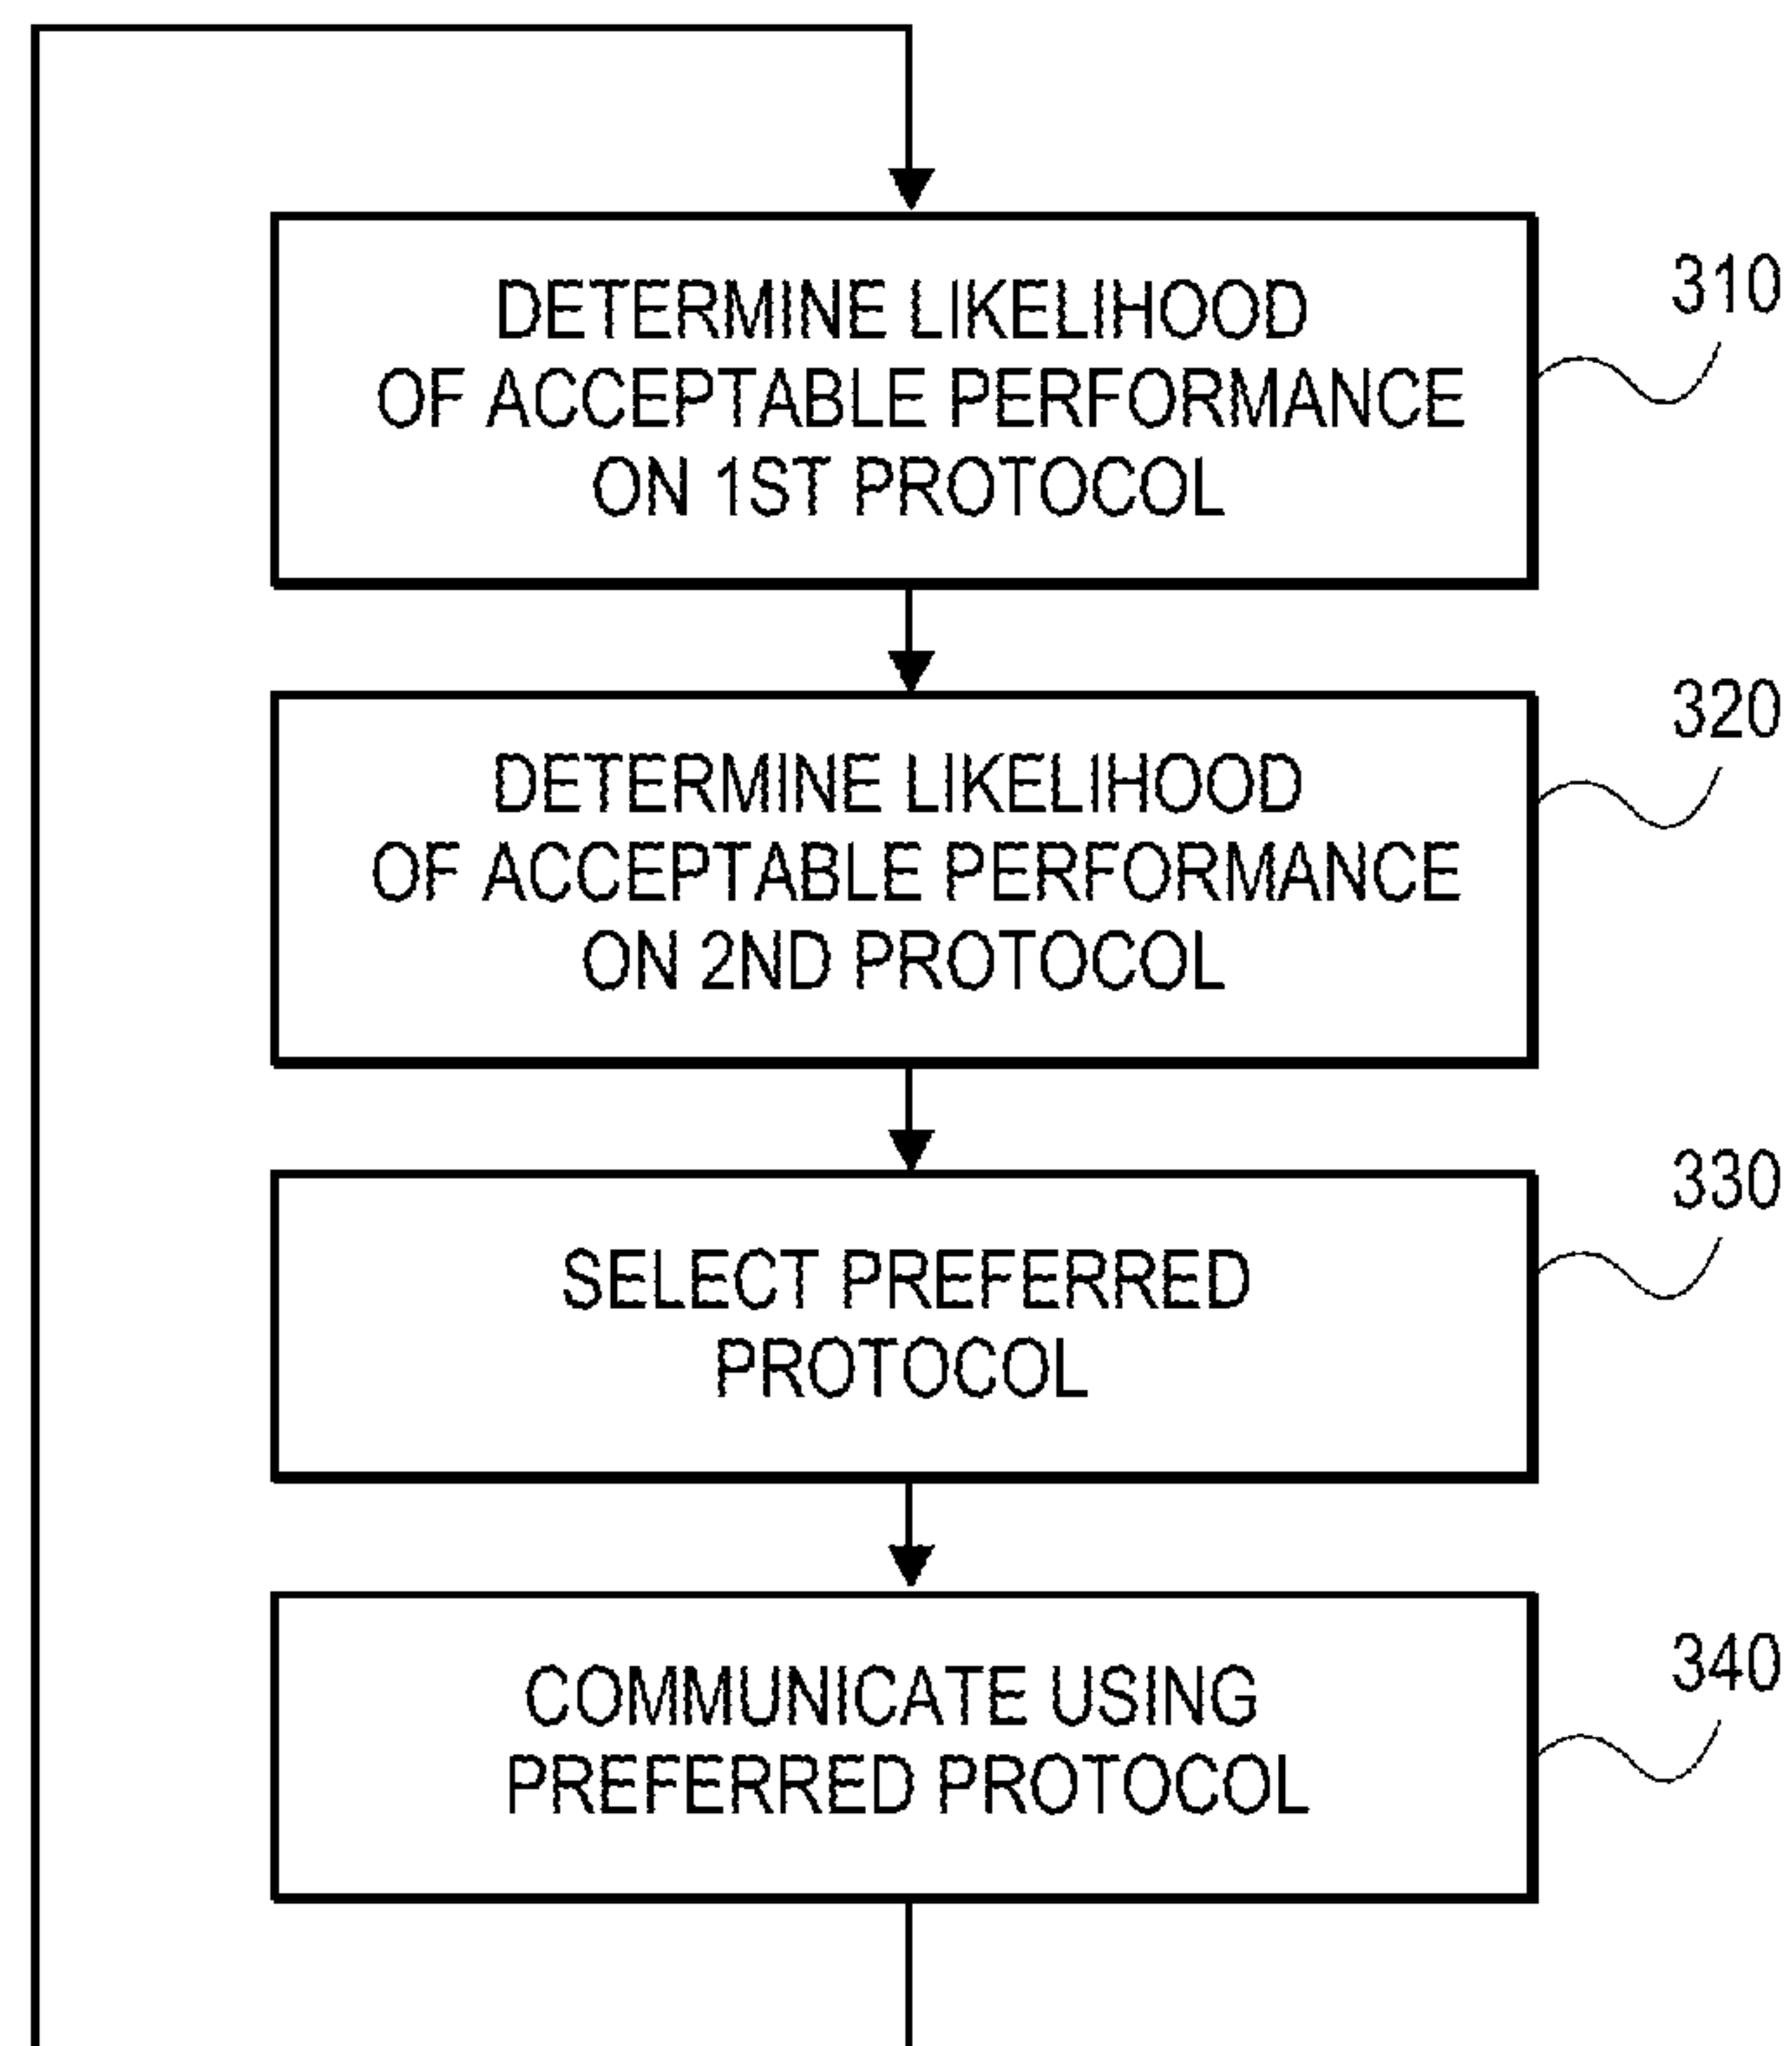 DETERMINE LIKELIHOOD
OF ACCEPTABLE PERFORMANCE
ON 1ST PROTOCOL
310
DETERMINE LIKELIHOOD
OF ACCEPTABLE PERFORMANCE
ON 2ND PROTOCOL
320
SELECT PREFERRED
PROTOCOL
330
COMMUNICATE USING
PREFERRED PROTOCOL
340